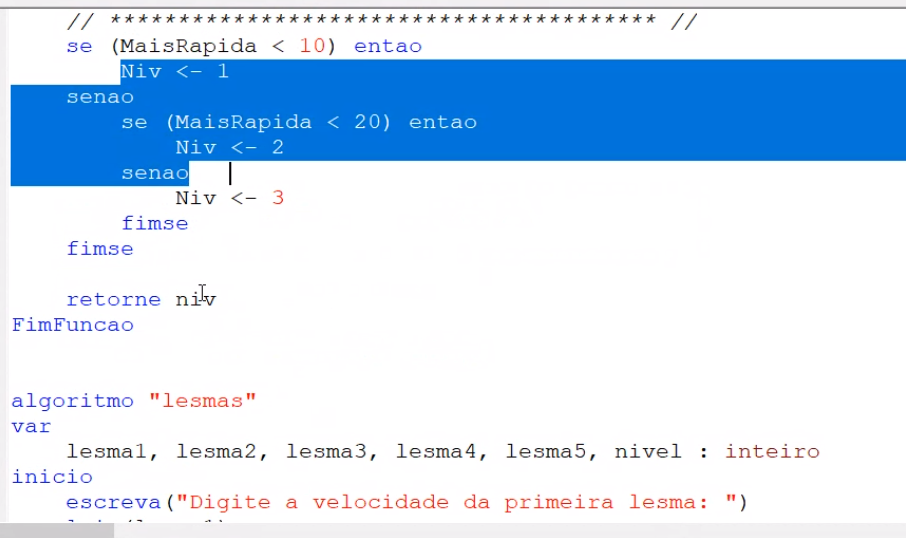 // **************************************** //
se (MaisRapida < 10) entao
Niv <- 1
senao
se (MaisRapida < 20) entao
Niv <- 2
senao
Niv <- 3
fimse
fimse
retorne niv
FimFuncao
algoritmo "lesmas"
var
lesma1, lesma2, lesma3, lesma4, lesma5, nivel : inteiro
inicio
escreva("Digite a velocidade da primeira lesma: ")